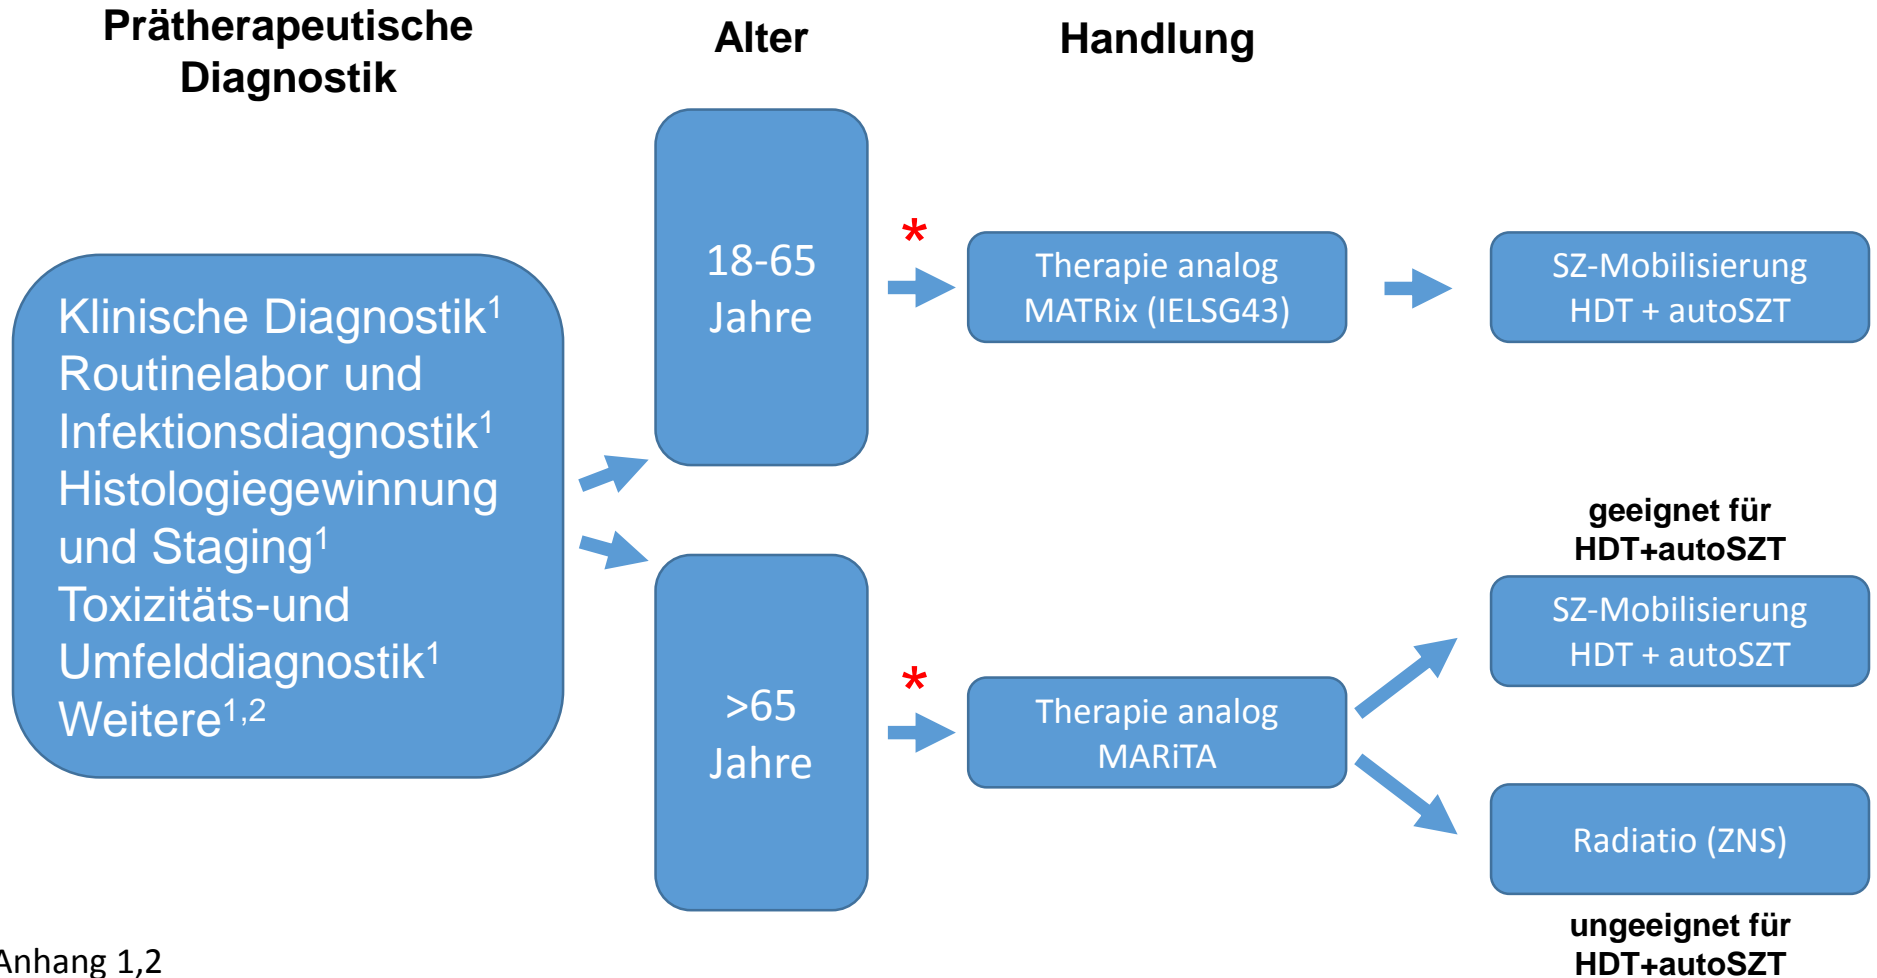 Prätherapeutische
Diagnostik
Alter
Handlung
Klinische Diagnostik¹
Routinelabor und
Infektionsdiagnostik¹
Histologiegewinnung
und Staging¹
Toxizitäts-und
Umfelddiagnostik¹
Weitere¹,²
18-65
Jahre
*
Therapie analog
MATRix (IELSG43)
SZ-Mobilisierung
HDT + autoSZT
>65
Jahre
*
Therapie analog
MARiTA
geeignet für
HDT+autoSZT
SZ-Mobilisierung
HDT + autoSZT
Radiatio (ZNS)
ungeeignet für
HDT+autoSZT
Anhang 1,2